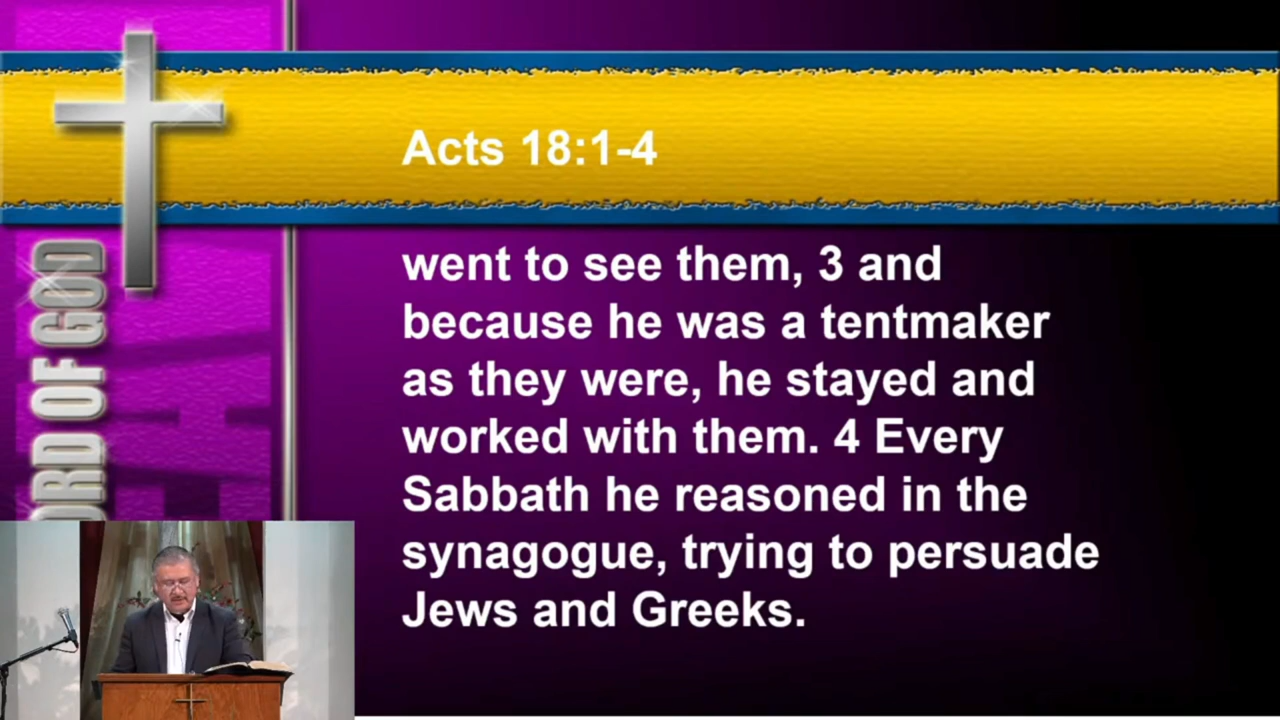 Acts 18:1-4
went to see them, 3 and
because he was a tentmaker
as they were, he stayed and
worked with them. 4 Every
Sabbath he reasoned in the
synagogue, trying to persuade
Jews and Greeks.
ORD OF GOD